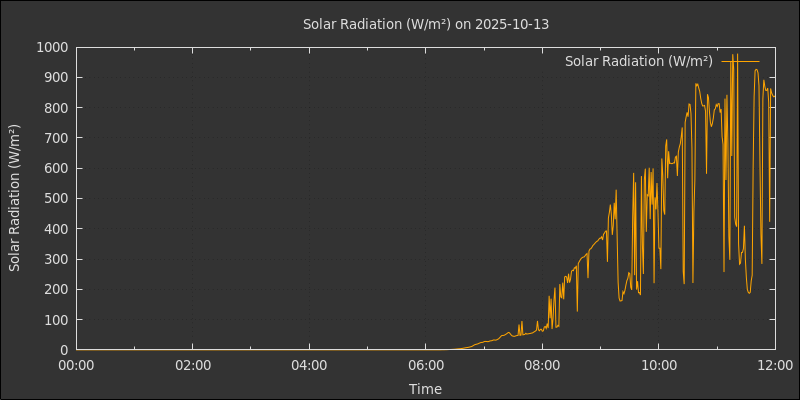 Solar Radiation (W/m²) on 2025-10-13
Solar Radiation (W/m²)
Solar Radiation (W/m²)
1000
900
800
700
600
500
400
300
200
100
0
00:00 02:00 04:00 06:00 08:00 10:00 12:00
Time